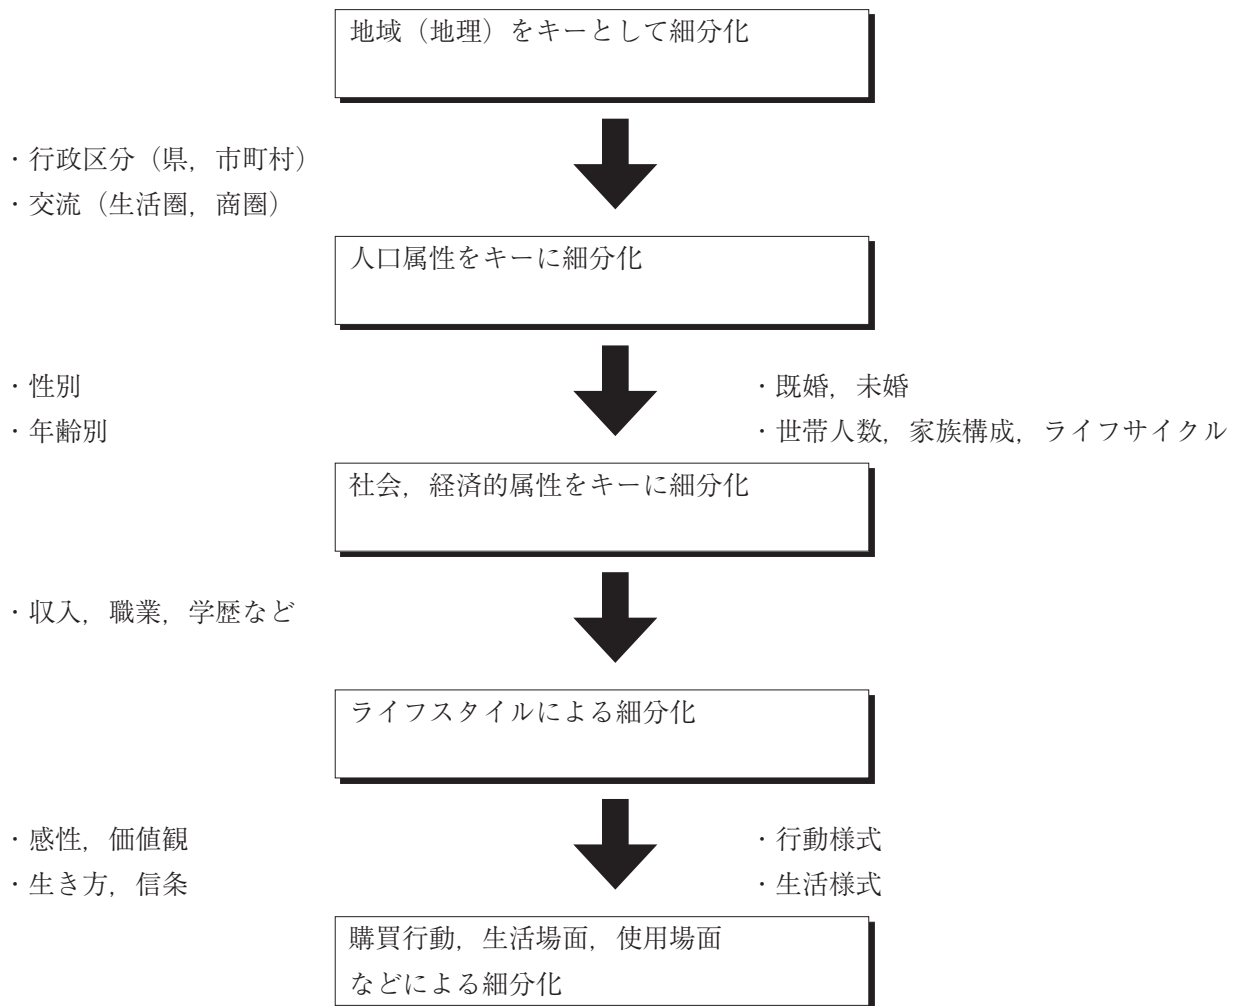 地域（地理）をキーとして細分化
・行政区分（県，市町村）
・交流（生活圏，商圏）
人口属性をキーに細分化
・性別
・年齢別
・既婚，未婚
・世帯人数，家族構成，ライフサイクル
社会，経済的属性をキーに細分化
・収入，職業，学歴など
ライフスタイルによる細分化
・感性，価値観
・生き方，信条
・行動様式
・生活様式
購買行動，生活場面，使用場面
などによる細分化